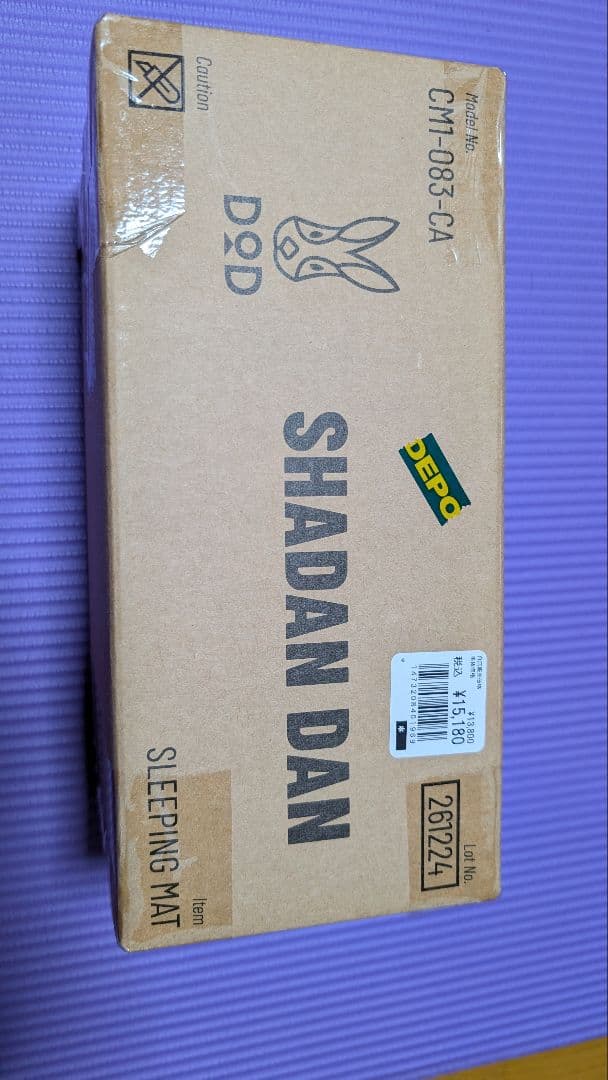 Model No.
CM1-083-CA
Caution
DOD
SHADAN DAN
DEPO
¥13,800
税込 ¥15,180
Lot No.
261224
Item
SLEEPING MAT